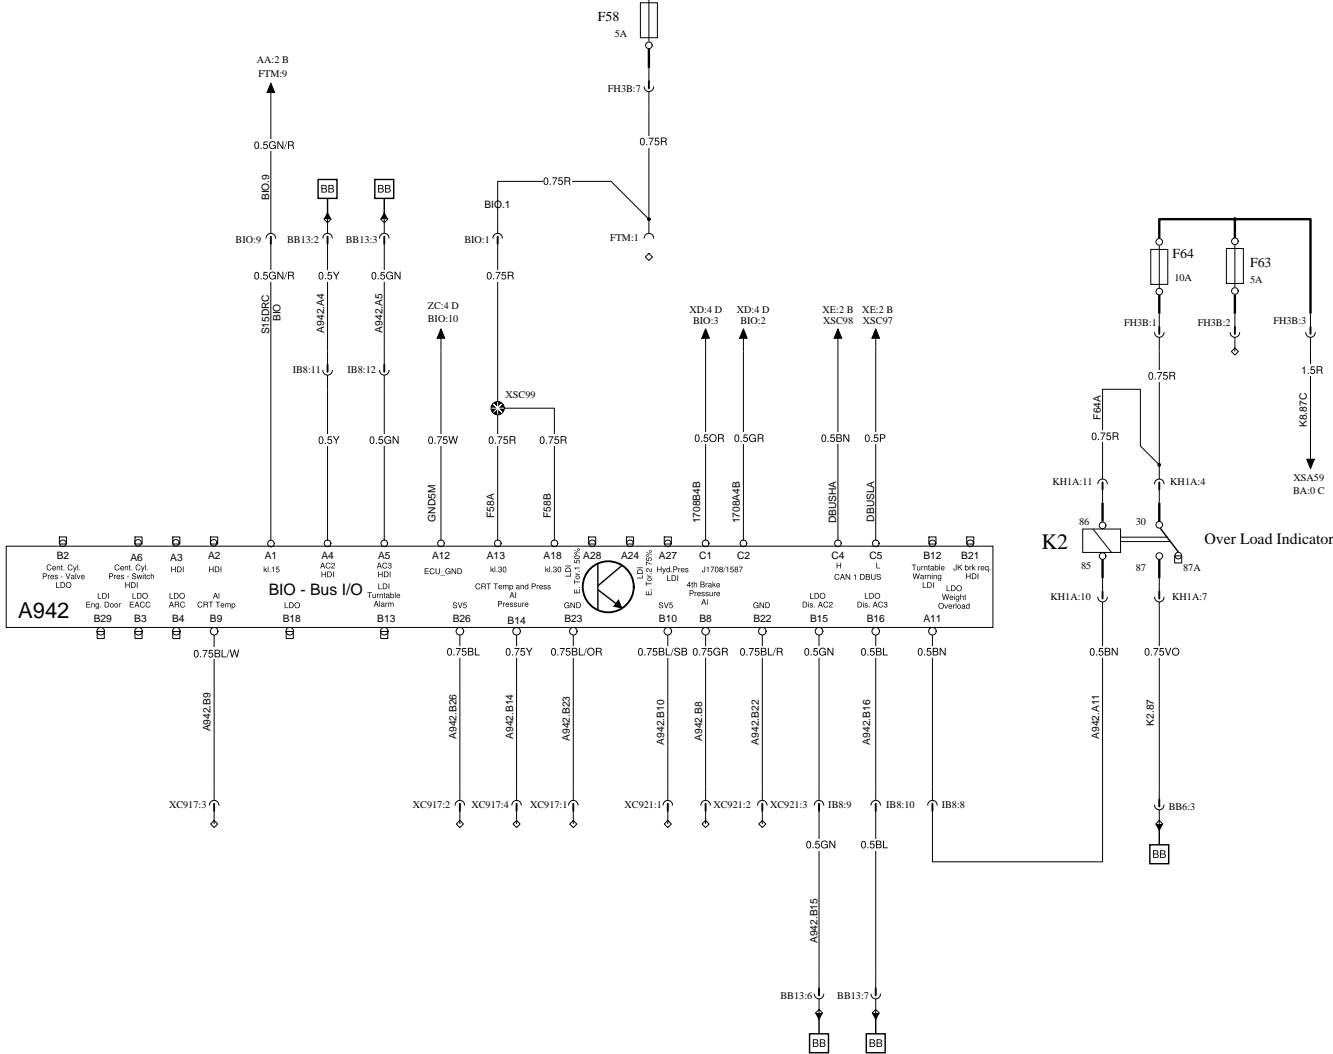 F58
5A
AA:2 B
FTM:9
FH3B:7
0.75R
0.5GN/R
BIO.9
BB
BB
0.75R
BIO.1
BIO:9
BB13:2
BB13:3
BIO:1
FTM:1
F64
10A
F63
5A
0.5GN/R
0.5Y
0.5GN
0.75R
S15DRC
BIO
A942.A4
A942.A5
ZC:4 D
BIO:10
XD:4 D
BIO:3
XD:4 D
BIO:2
XE:2 B
XSC98
XE:2 B
XSC97
FH3B:1
FH3B:2
FH3B:3
IB8:11
IB8:12
XSC99
0.75R
1.5R
F64A
K8.87C
0.5Y
0.5GN
0.75W
0.75R
0.75R
0.5OR
0.5GR
0.5BN
0.5P
0.75R
GND5M
F58A
F58B
1708B4B
1708A4B
DBUSHA
DBUSLA
KH1A:11
KH1A:4
XSA59
BA:0 C
86
30
K2
Over Load Indicator
85
87
87A
B2
Cent. Cyl.
Pres - Valve
LDO
A6
Cent. Cyl.
Pres - Switch
HDI
A3
HDI
A2
HDI
A1
kl.15
A4
AC2
HDI
A5
AC3
HDI
A12
ECU_GND
A13
kl.30
A18
kl.30
A28
LDI
E. Tor.1 50%
A24
LDI
E. Tor.2 75%
A27
Hyd.Pres
LDI
C1
C2
J1708/1587
C4
H
C5
L
CAN 1 DBUS
B12
Turntable
Warning
LDI
B21
JK brk req.
HDI
A942
BIO - Bus I/O
LDI
Eng. Door
B29
LDO
EACC
B3
LDO
ARC
B4
AI
CRT Temp
B9
LDO
B18
LDI
Turntable
Alarm
B13
SV5
B26
CRT Temp and Press
AI
Pressure
B14
GND
B23
SV5
B10
4th Brake
Pressure
AI
B8
GND
B22
LDO
Dis. AC2
B15
LDO
Dis. AC3
B16
A11
LDO
Weight
Overload
KH1A:10
KH1A:7
0.75BL/W
0.75BL
0.75Y
0.75BL/OR
0.75BL/SB
0.75GR
0.75BL/R
0.5GN
0.5BL
0.5BN
0.5BN
0.75VO
A942.B9
A942.B26
A942.B14
A942.B23
A942.B10
A942.B8
A942.B22
A942.B16
A942.A11
K2.87
XC917:3
XC917:2
XC917:4
XC917:1
XC921:1
XC921:2
XC921:3
IB8:9
IB8:10
IB8:8
BB6:3
0.5GN
0.5BL
BB
A942.B15
BB13:6
BB13:7
BB
BB